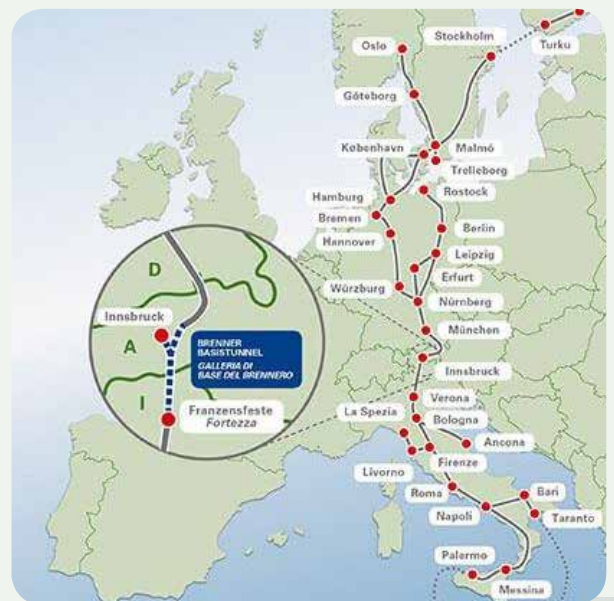 Oslo
Stockholm
Turku
Göteborg
København
Malmó
Trelleborg
Rostock
Hamburg
Bremen
Hannover
Berlin
Leipzig
Erfurt
Würzburg
Nürnberg
München
Innsbruck
Verona
Bologna
La Spezia
Ancona
Livorno
Firenze
Roma
Bari
Napoli
Taranto
Palermo
Messina
D
Innsbruck
A
BRENNER
BASISTUNNEL
GALLERIA DI
BASE DEL BRENNERO
I
Franzensfeste
Fortezza